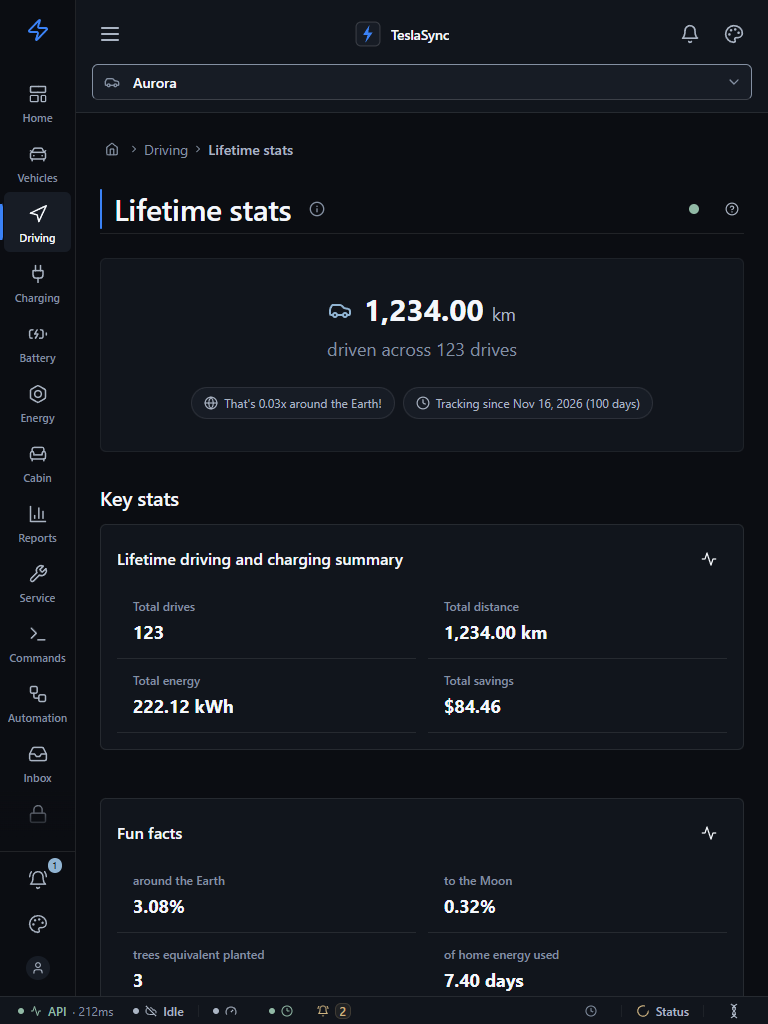 TeslaSync
Aurora
Home
Vehicles
Driving
Charging
Battery
Energy
Cabin
Reports
Service
Commands
Automation
Inbox
1
Driving > Lifetime stats
Lifetime stats
1,234.00 km
driven across 123 drives
That's 0.03x around the Earth!
Tracking since Nov 16, 2026 (100 days)
Key stats
Lifetime driving and charging summary
Total drives
123
Total distance
1,234.00 km
Total energy
222.12 kWh
Total savings
$84.46
Fun facts
around the Earth
3.08%
to the Moon
0.32%
trees equivalent planted
3
of home energy used
7.40 days
API · 212ms
Idle
2
Status